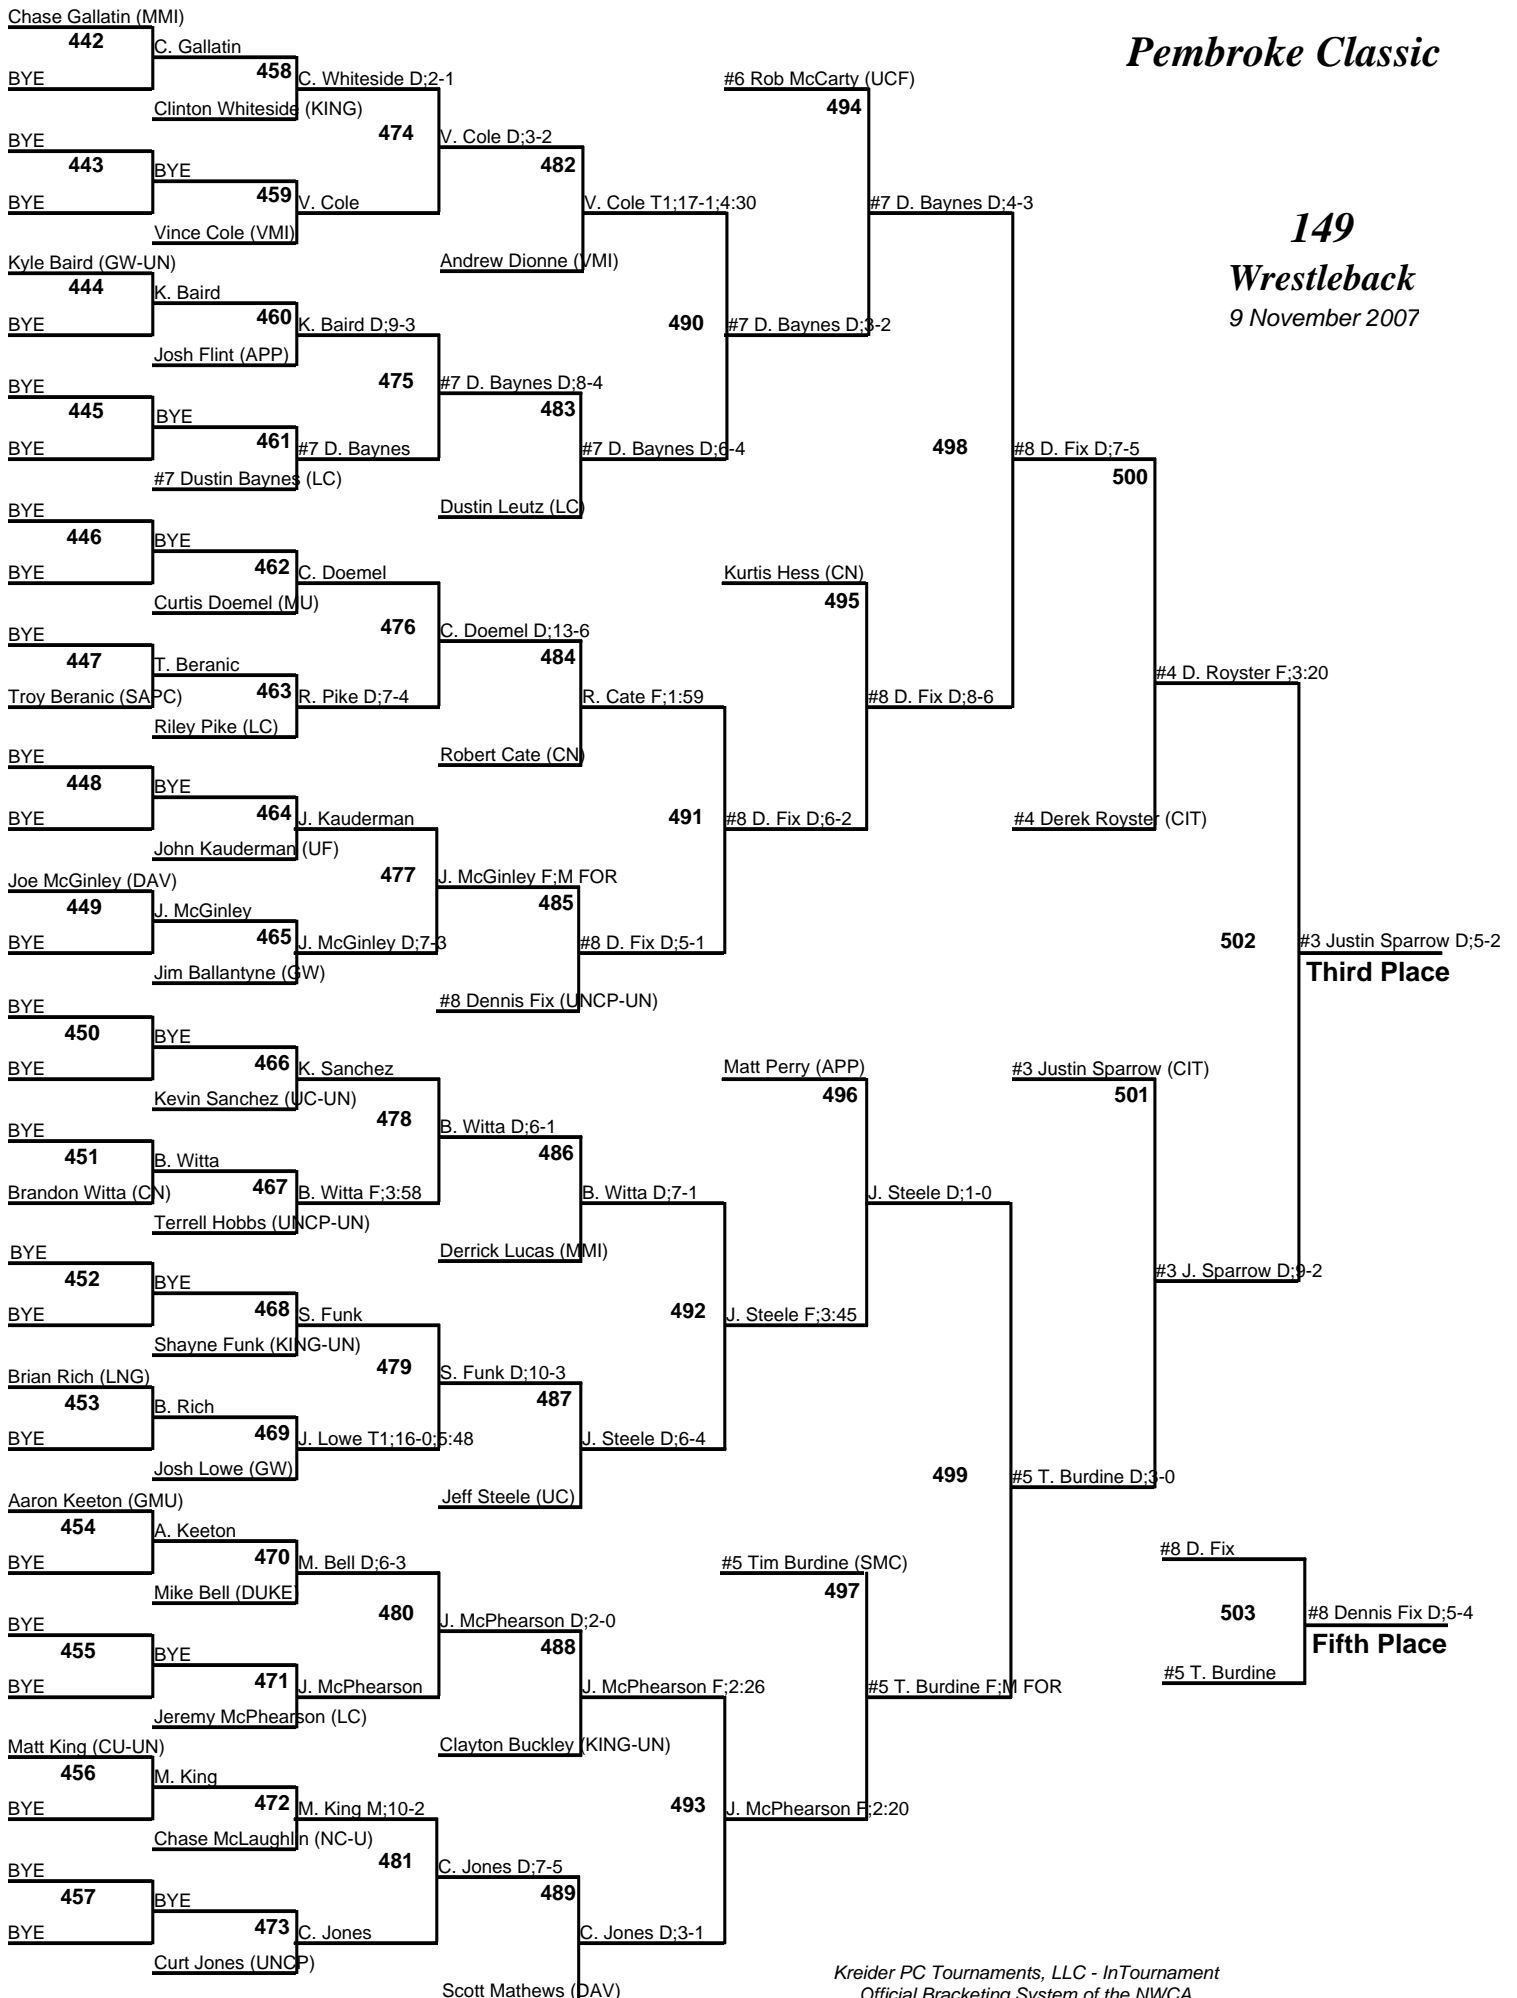 Chase Gallatin (MMI)
442
C. Gallatin
BYE
458
C. Whiteside D;2-1
Clinton Whiteside (KING)
474
BYE
V. Cole D;3-2
443
BYE
482
BYE
459
V. Cole
V. Cole T1;17-1;4:30
Vince Cole (VMI)
Andrew Dionne (VMI)
Kyle Baird (GW-UN)
444
K. Baird
BYE
460
K. Baird D;9-3
490
#7 D. Baynes D;3-2
Josh Flint (APP)
475
BYE
#7 D. Baynes D;8-4
445
BYE
483
BYE
461
#7 D. Baynes
#7 D. Baynes D;6-4
#7 Dustin Baynes (LC)
Dustin Leutz (LC)
#6 Rob McCarty (UCF)
494
#7 D. Baynes D;4-3
Pembroke Classic
149
Wrestleback
9 November 2007
498
#8 D. Fix D;7-5
500
BYE
446
BYE
BYE
462
C. Doemel
Curtis Doemel (MU)
476
BYE
C. Doemel D;13-6
447
T. Beranic
484
Troy Beranic (SAPC)
463
R. Pike D;7-4
R. Cate F;1:59
Riley Pike (LC)
Robert Cate (CN)
Kurtis Hess (CN)
495
#8 D. Fix D;8-6
#4 D. Royster F;3:20
BYE
448
BYE
BYE
464
J. Kauderman
491
#8 D. Fix D;6-2
#4 Derek Royster (CIT)
John Kauderman (UF)
477
Joe McGinley (DAV)
J. McGinley F;M FOR
449
J. McGinley
485
BYE
465
J. McGinley D;7-3
#8 D. Fix D;5-1
Jim Ballantyne (GW)
#8 Dennis Fix (UNCP-UN)
502
#3 Justin Sparrow D;5-2
Third Place
BYE
450
BYE
BYE
466
K. Sanchez
Kevin Sanchez (UC-UN)
478
BYE
B. Witta D;6-1
451
B. Witta
486
Brandon Witta (CN)
467
B. Witta F;3:58
B. Witta D;7-1
Terrell Hobbs (UNCP-UN)
Derrick Lucas (MMI)
Matt Perry (APP)
496
J. Steele D;1-0
#3 Justin Sparrow (CIT)
501
#3 J. Sparrow D;9-2
BYE
452
BYE
BYE
468
S. Funk
492
J. Steele F;3:45
Shayne Funk (KING-UN)
479
Brian Rich (LNG)
S. Funk D;10-3
453
B. Rich
487
BYE
469
J. Lowe T1;16-0;5:48
J. Steele D;6-4
Josh Lowe (GW)
Jeff Steele (UC)
499
#5 T. Burdine D;3-0
Aaron Keeton (GMU)
454
A. Keeton
BYE
470
M. Bell D;6-3
Mike Bell (DUKE)
480
BYE
J. McPhearson D;2-0
455
BYE
488
BYE
471
J. McPhearson
J. McPhearson F;2:26
Jeremy McPhearson (LC)
Clayton Buckley (KING-UN)
#5 Tim Burdine (SMC)
497
#5 T. Burdine F;M FOR
#8 D. Fix
503
#8 Dennis Fix D;5-4
Fifth Place
#5 T. Burdine
Matt King (CU-UN)
456
M. King
BYE
472
M. King M;10-2
493
J. McPhearson F;2:20
Chase McLaughlin (NC-U)
481
BYE
C. Jones D;7-5
457
BYE
489
BYE
473
C. Jones
C. Jones D;3-1
Curt Jones (UNCP)
Scott Mathews (DAV)
Kreider PC Tournaments, LLC - InTournament
Official Bracketing System of the NWCA